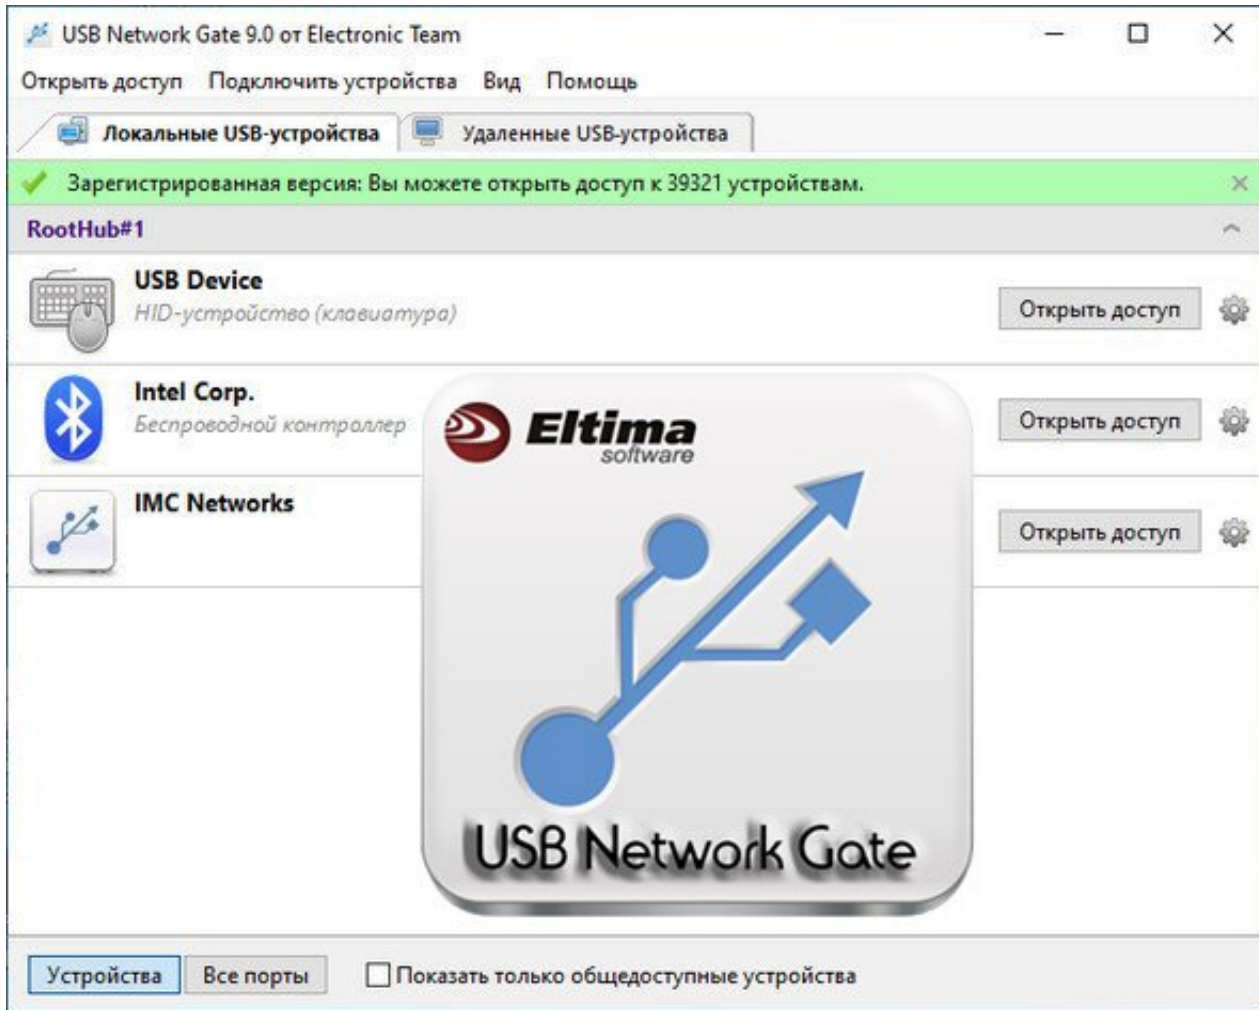 USB Network Gate 9.0 от Electronic Team
Открыть доступ Подключить устройства Вид Помощь
Локальные USB-устройства Удаленные USB-устройства
Зарегистрированная версия: Вы можете открыть доступ к 39321 устройствам.
RootHub#1
USB Device
HID-устройство (клавиатура)
Открыть доступ
Intel Corp.
Беспроводной контроллер
Открыть доступ
IMC Networks
Открыть доступ
Eltima
software
USB Network Gate
Устройства Все порты Показать только общедоступные устройства